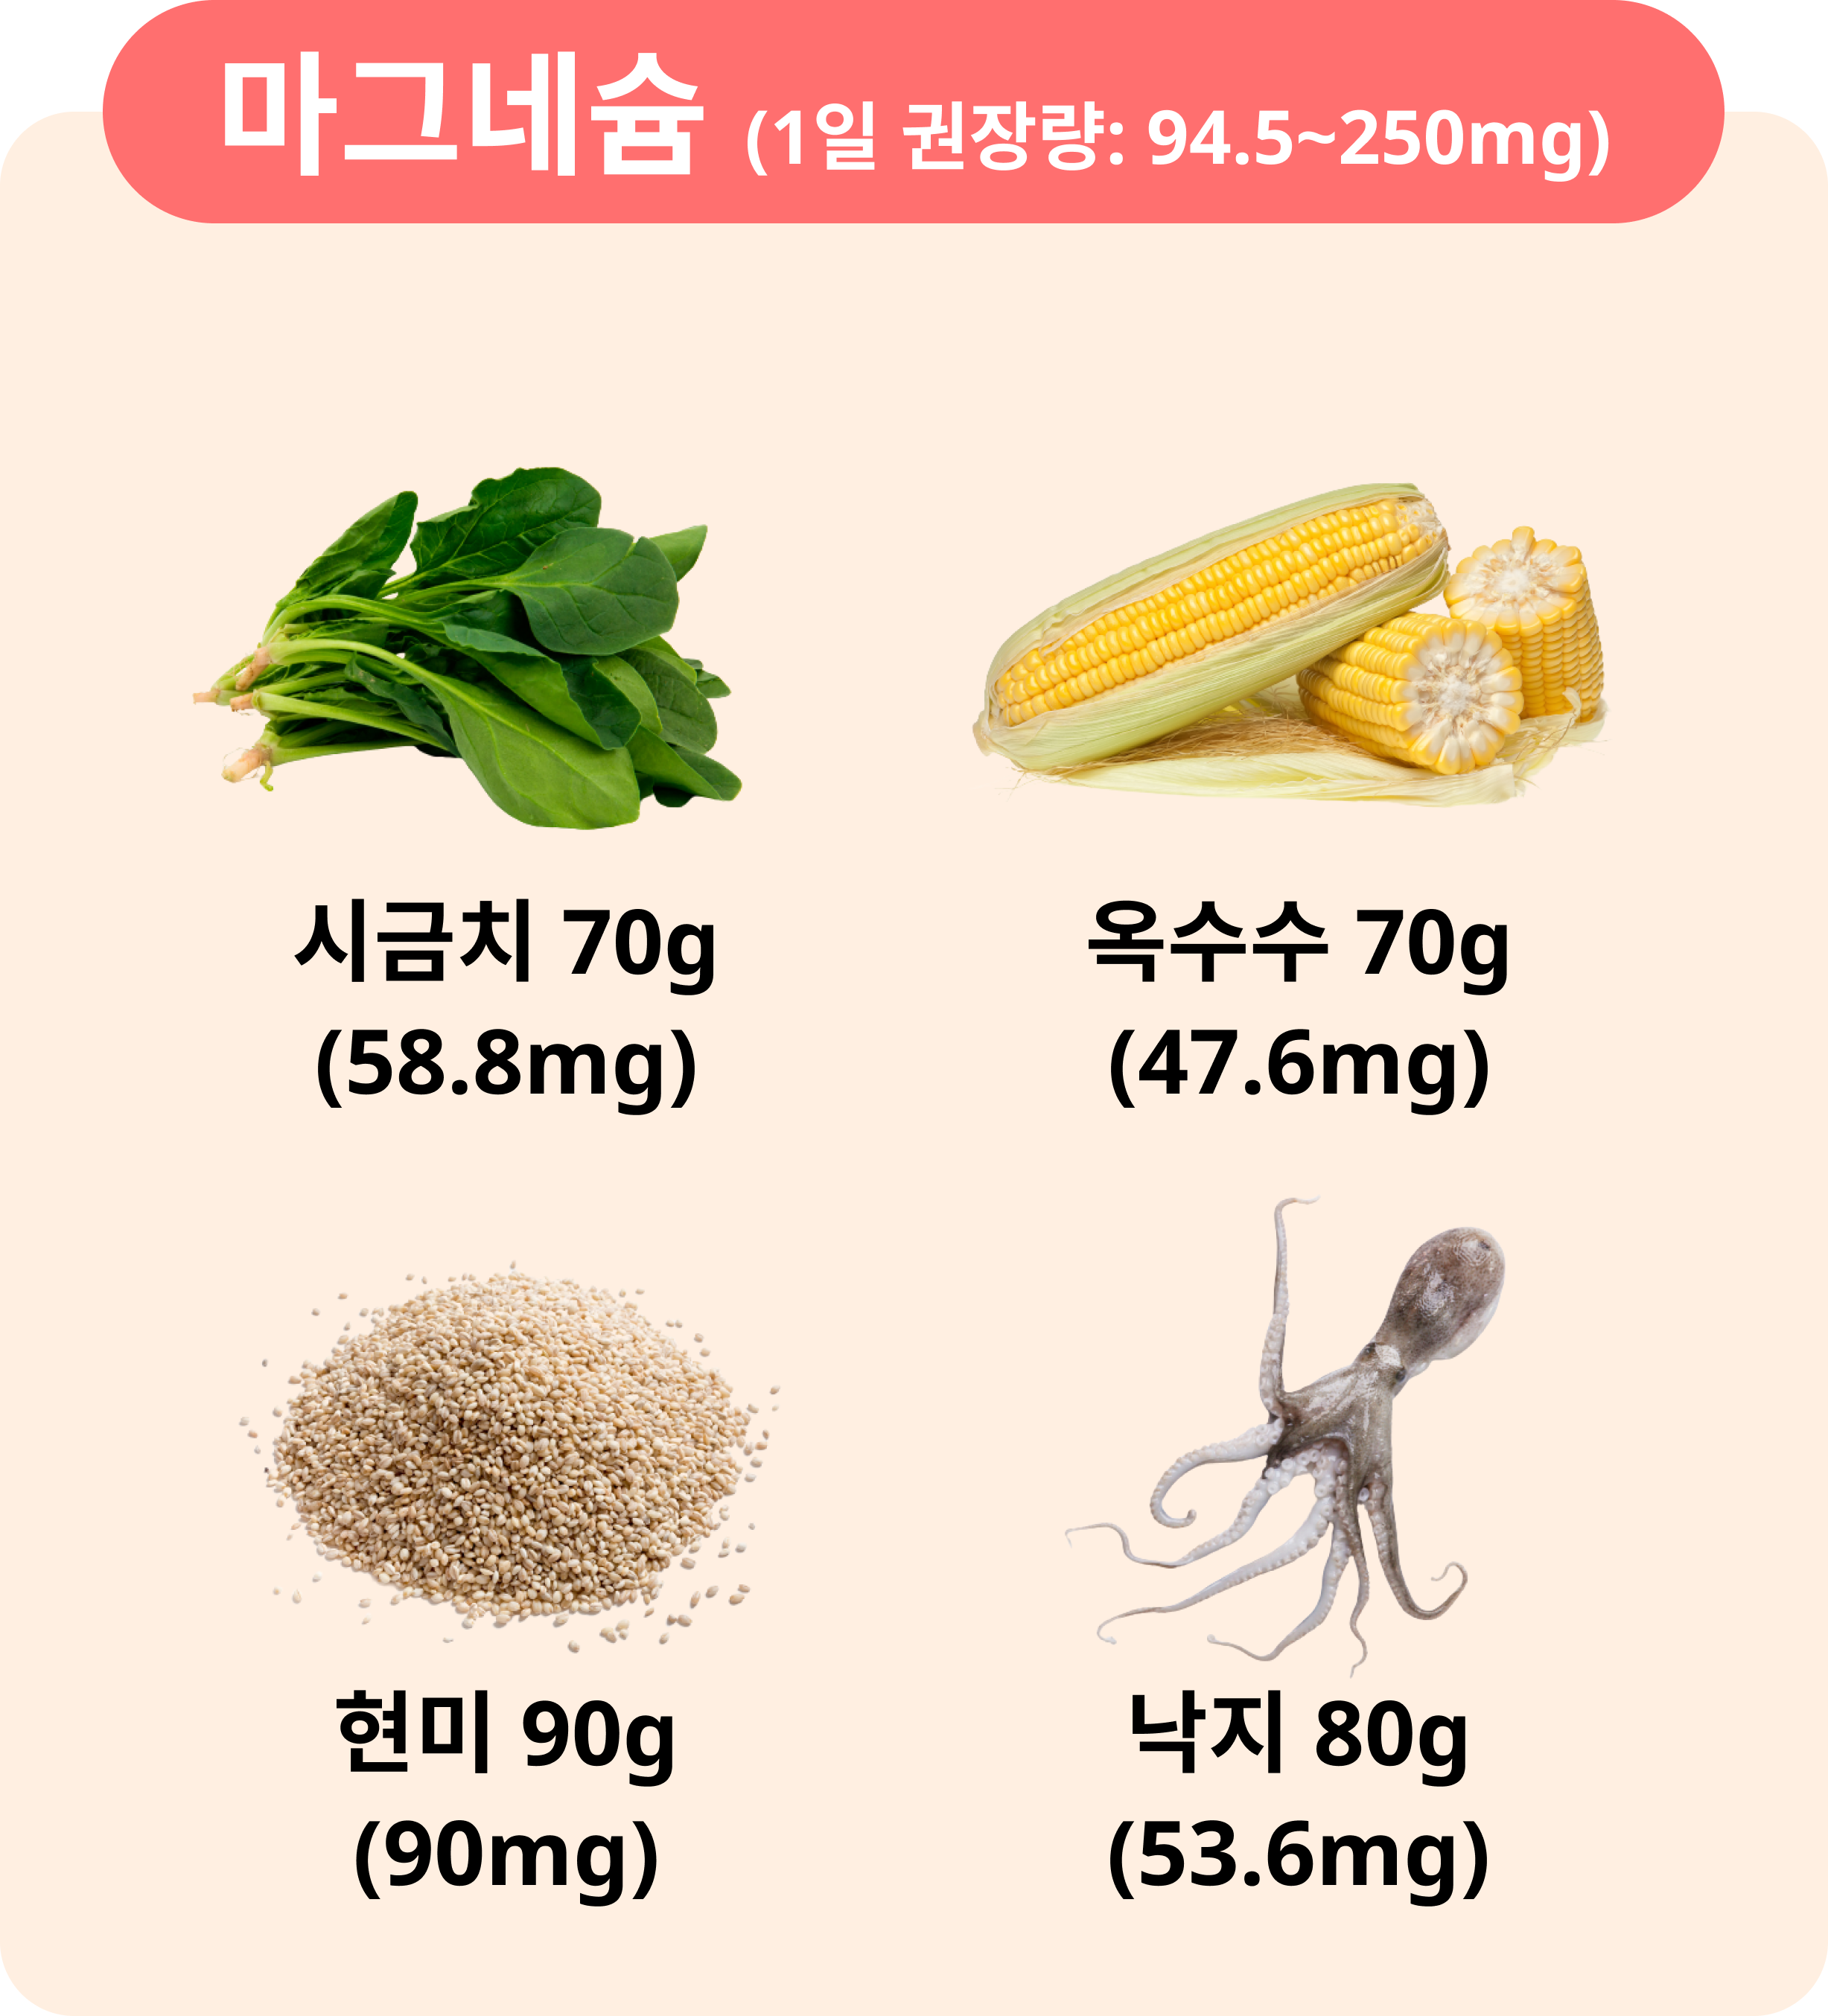 마그네슘 (1일 권장량: 94.5~250mg)
시금치 70g
(58.8mg)
옥수수 70g
(47.6mg)
현미 90g
(90mg)
낙지 80g
(53.6mg)